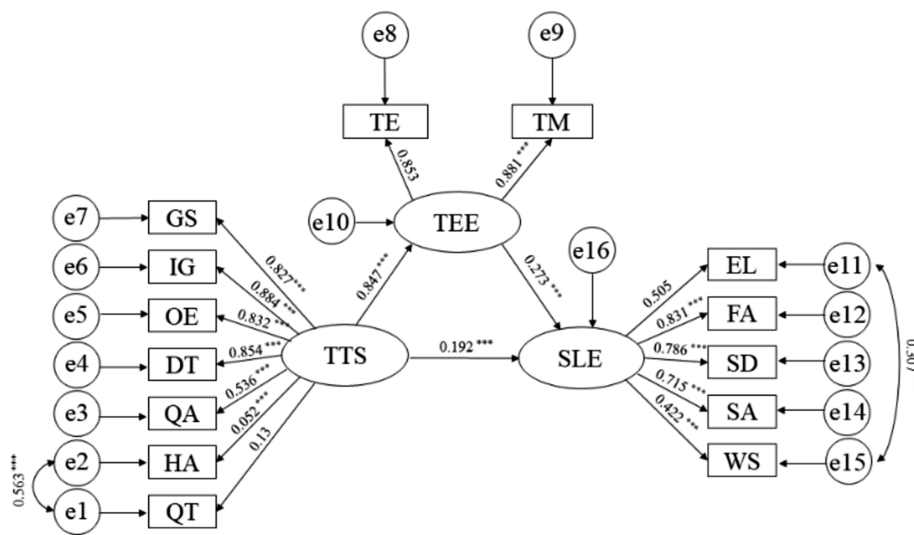 e8
e9
TE
TM
0.853
0.881 ***
e7
GS
e10
TEE
e16
e6
IG
0.827***
0.847 ***
0.273 ***
EL
e11
0.884 ***
0.505
e5
OE
0.832 ***
0.831 ***
FA
e12
e4
DT
0.854 ***
TTS
0.192 ***
SLE
0.786 ***
SD
e13
0.307
e3
QA
0.536 ***
0.715 ***
SA
e14
0.052 ***
0.422 ***
e2
HA
0.13
WS
e15
0.563 ***
e1
QT